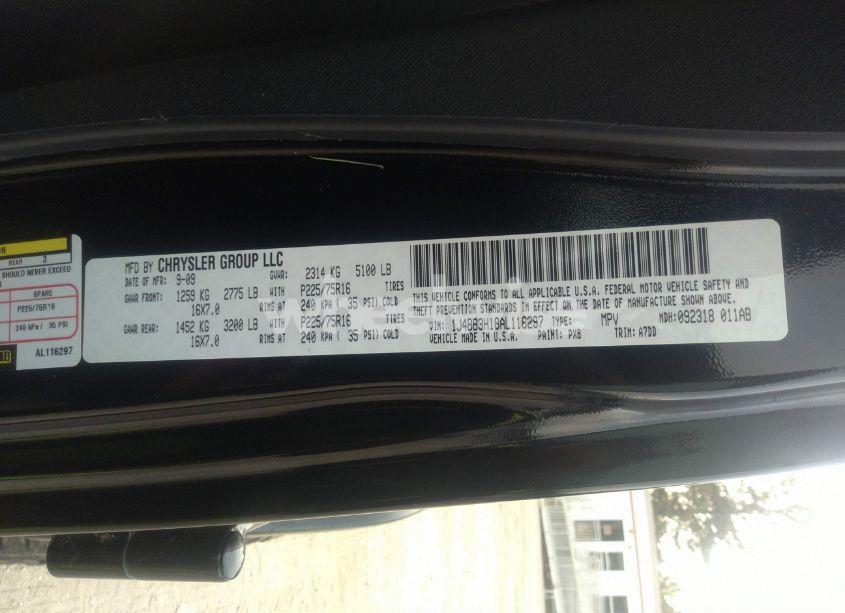 ON
REAR 3
SHOULD NEVER EXCEED
SPARE
P225/75R16
240 kPa / 35 PSI
AL116297
MFD BY CHRYSLER GROUP LLC
DATE OF MFR: 9-09 GVWR: 2314 KG 5100 LB
GAWR FRONT: 1259 KG 2775 LB WITH P225/75R16 TIRES
16X7.0 RIMS AT 240 KPA ( 35 PSI) COLD
GAWR REAR: 1452 KG 3200 LB WITH P225/75R16 TIRES
16X7.0 RIMS AT 240 KPA ( 35 PSI) COLD
THIS VEHICLE CONFORMS TO ALL APPLICABLE U.S.A. FEDERAL MOTOR VEHICLE SAFETY AND
THEFT PREVENTION STANDARDS IN EFFECT ON THE DATE OF MANUFACTURE SHOWN ABOVE.
VIN: 1J4BB3H18AL116297 TYPE: MPV MDH: 092318 011AB
VEHICLE MADE IN U.S.A. PAINT: PX8 TRIM: A7DD